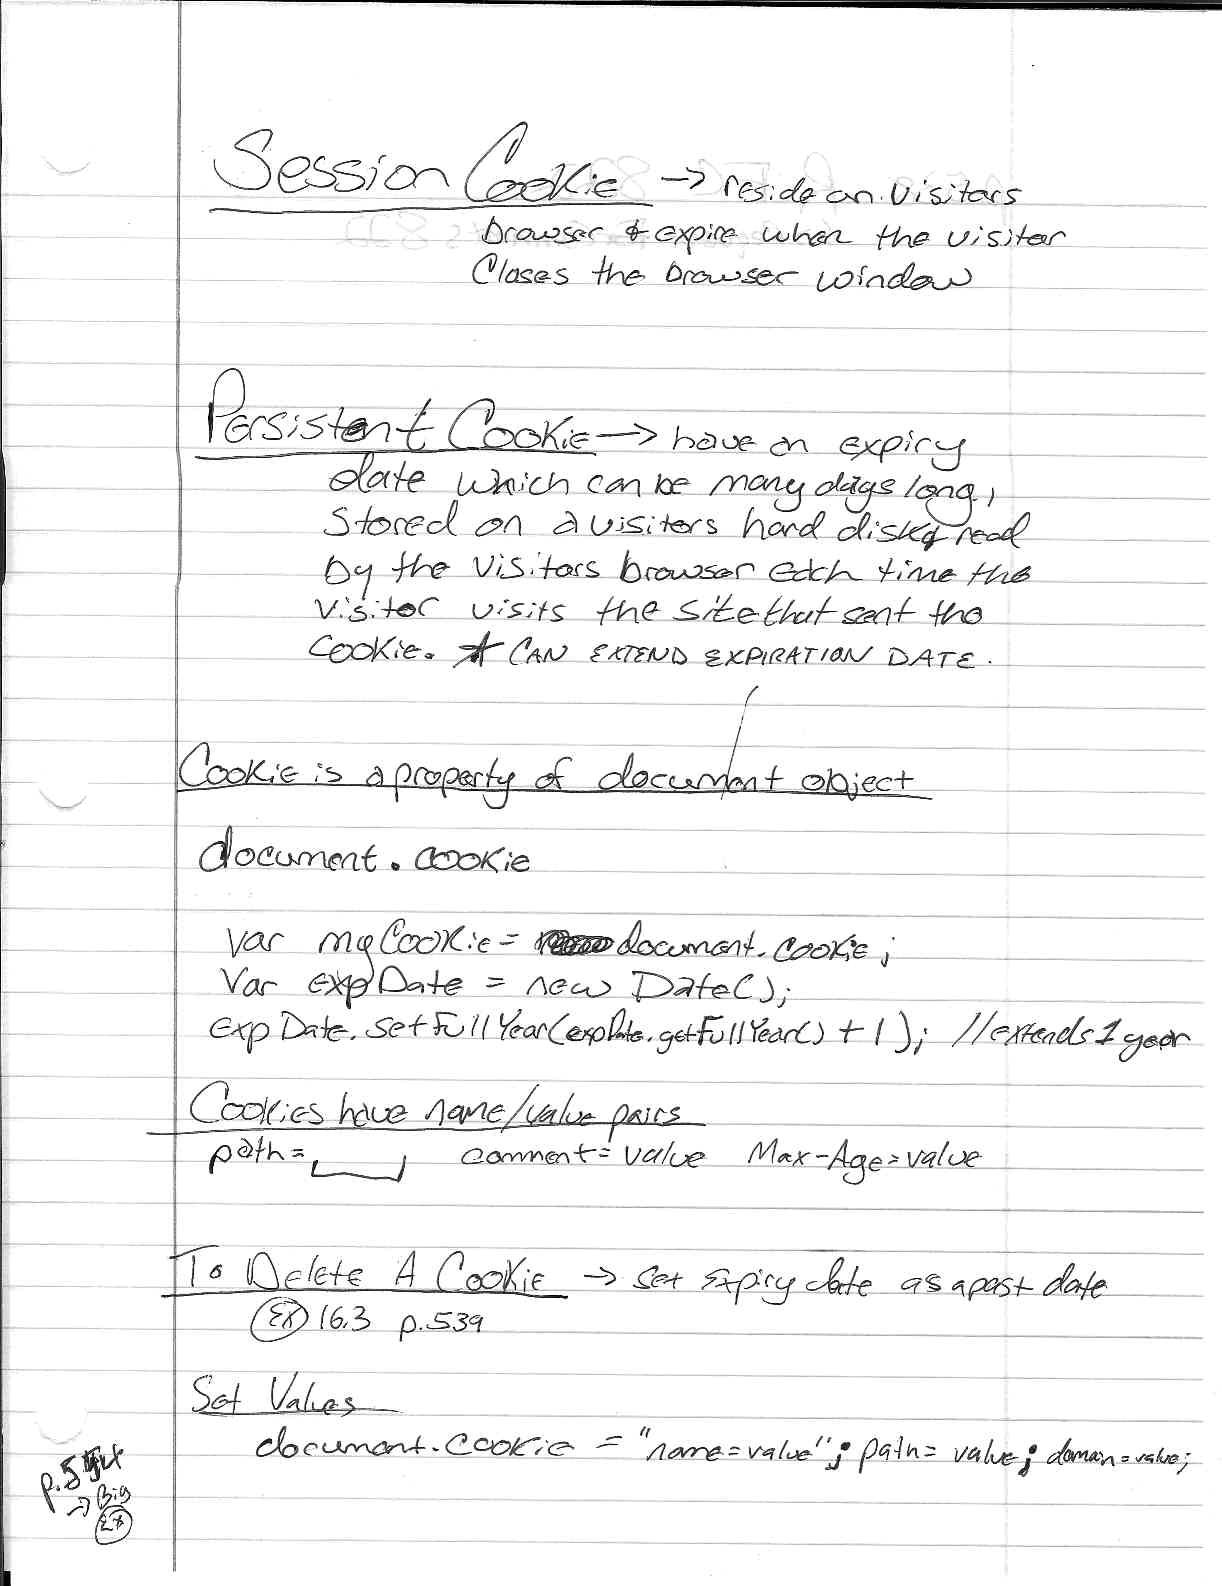 Session Cookie → reside on visitors
browser & expire when the visitor
closes the browser window
Persistent Cookie → have an expiry
date which can be many days long,
stored on a visitors hard disk & read
by the visitors browser each time the
visitor visits the site that sent the
cookie. * CAN EXTEND EXPIRATION DATE.
Cookie is a property of document object
document.cookie
var myCookie = document.cookie;
Var expDate = new Date();
expDate.setFullYear(expDate.getFullYear() + 1); //extends 1 year
Cookies have name/value pairs
path= comment=value Max-Age=value
To Delete A Cookie → set expiry date as a past date
Ex 16.3 p.539
Set Values
document.cookie = "name=value"; path=value; domain=value;
→ Big
Ex